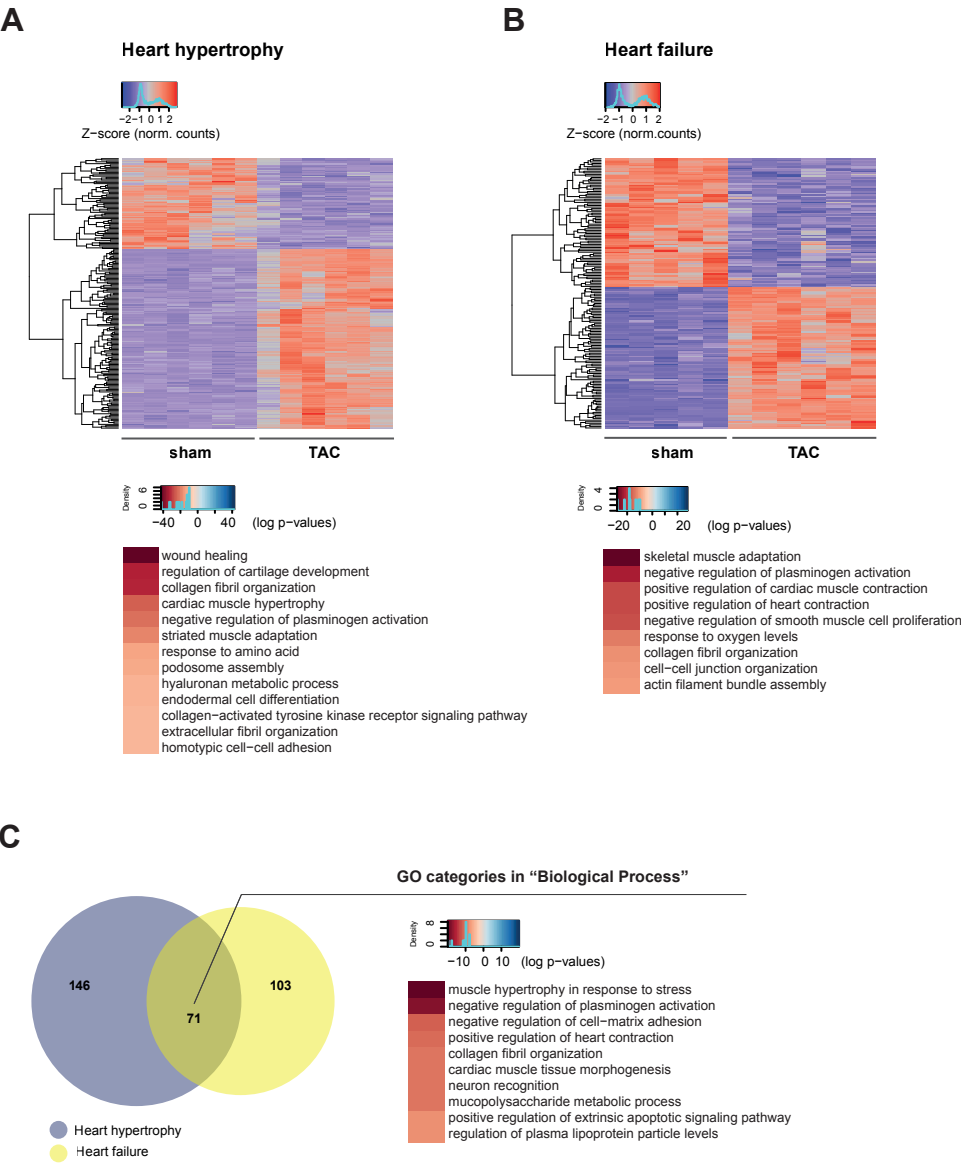 A
Heart hypertrophy
−2 −1 0 1 2
Z−score (norm. counts)
sham TAC
Density
0 6
−40 0 40 (log p−values)
wound healing
regulation of cartilage development
collagen fibril organization
cardiac muscle hypertrophy
negative regulation of plasminogen activation
striated muscle adaptation
response to amino acid
podosome assembly
hyaluronan metabolic process
endodermal cell differentiation
collagen−activated tyrosine kinase receptor signaling pathway
extracellular fibril organization
homotypic cell−cell adhesion
B
Heart failure
−2 −1 0 1 2
Z−score (norm.counts)
sham TAC
Density
0 4
−20 0 20 (log p−values)
skeletal muscle adaptation
negative regulation of plasminogen activation
positive regulation of cardiac muscle contraction
positive regulation of heart contraction
negative regulation of smooth muscle cell proliferation
response to oxygen levels
collagen fibril organization
cell−cell junction organization
actin filament bundle assembly
C
GO categories in “Biological Process”
146
71
103
Heart hypertrophy
Heart failure
Density
0 8
−10 0 10 (log p−values)
muscle hypertrophy in response to stress
negative regulation of plasminogen activation
negative regulation of cell−matrix adhesion
positive regulation of heart contraction
collagen fibril organization
cardiac muscle tissue morphogenesis
neuron recognition
mucopolysaccharide metabolic process
positive regulation of extrinsic apoptotic signaling pathway
regulation of plasma lipoprotein particle levels